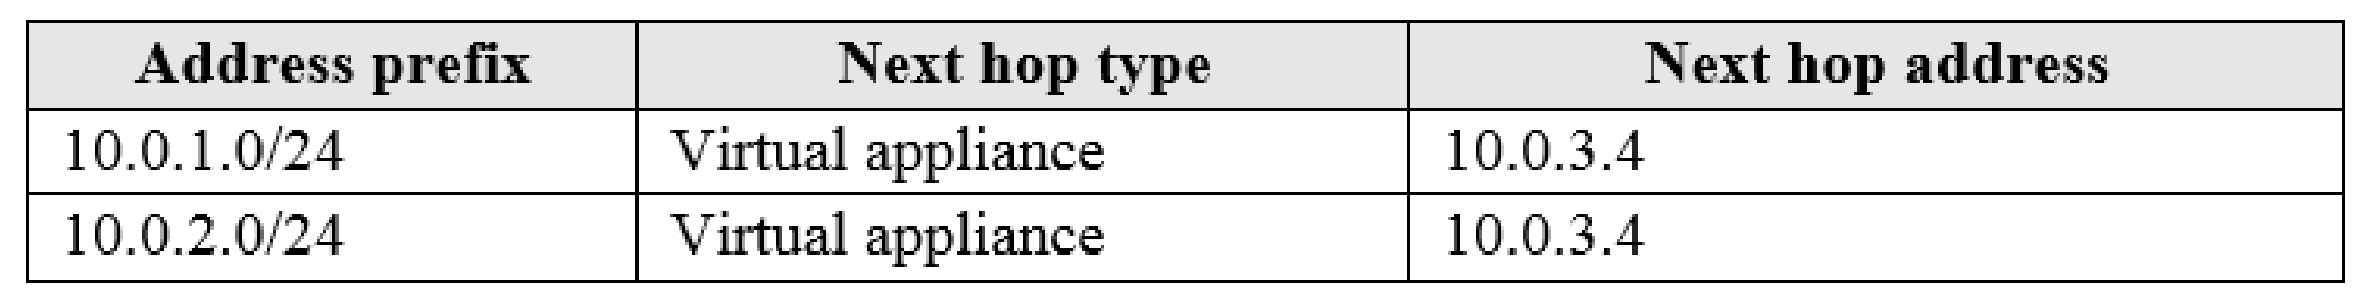 Address prefix Next hop type Next hop address
10.0.1.0/24 Virtual appliance 10.0.3.4
10.0.2.0/24 Virtual appliance 10.0.3.4